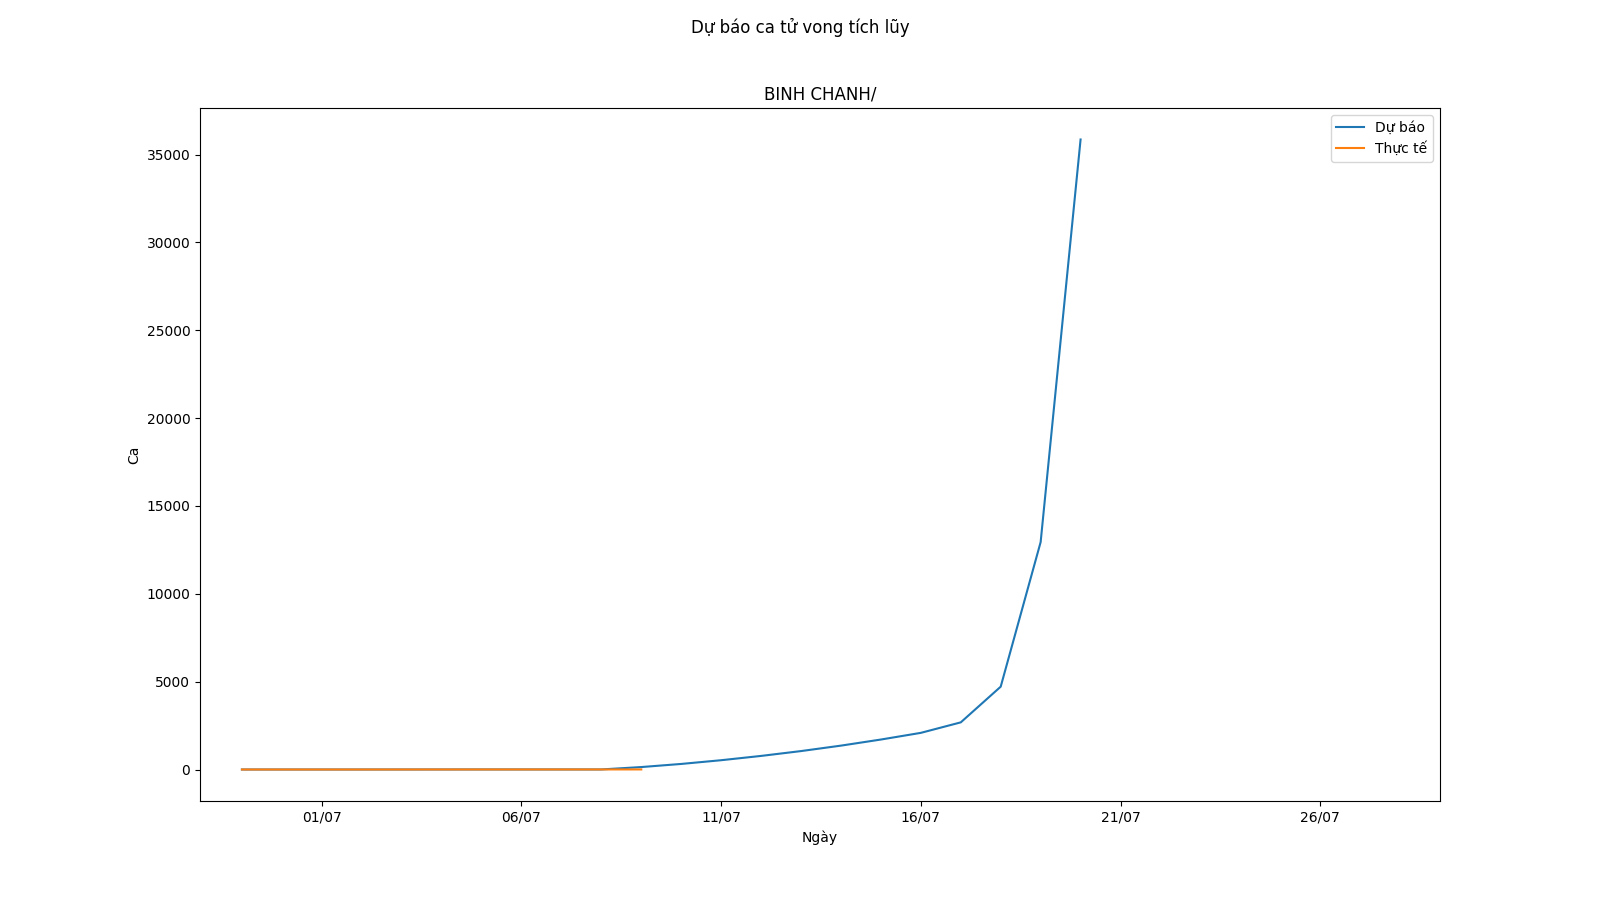 Dự báo ca tử vong tích lũy
BINH CHANH/
Dự báo
Thực tế
35000
30000
25000
20000
15000
10000
5000
0
Ca
01/07 06/07 11/07 16/07 21/07 26/07
Ngày